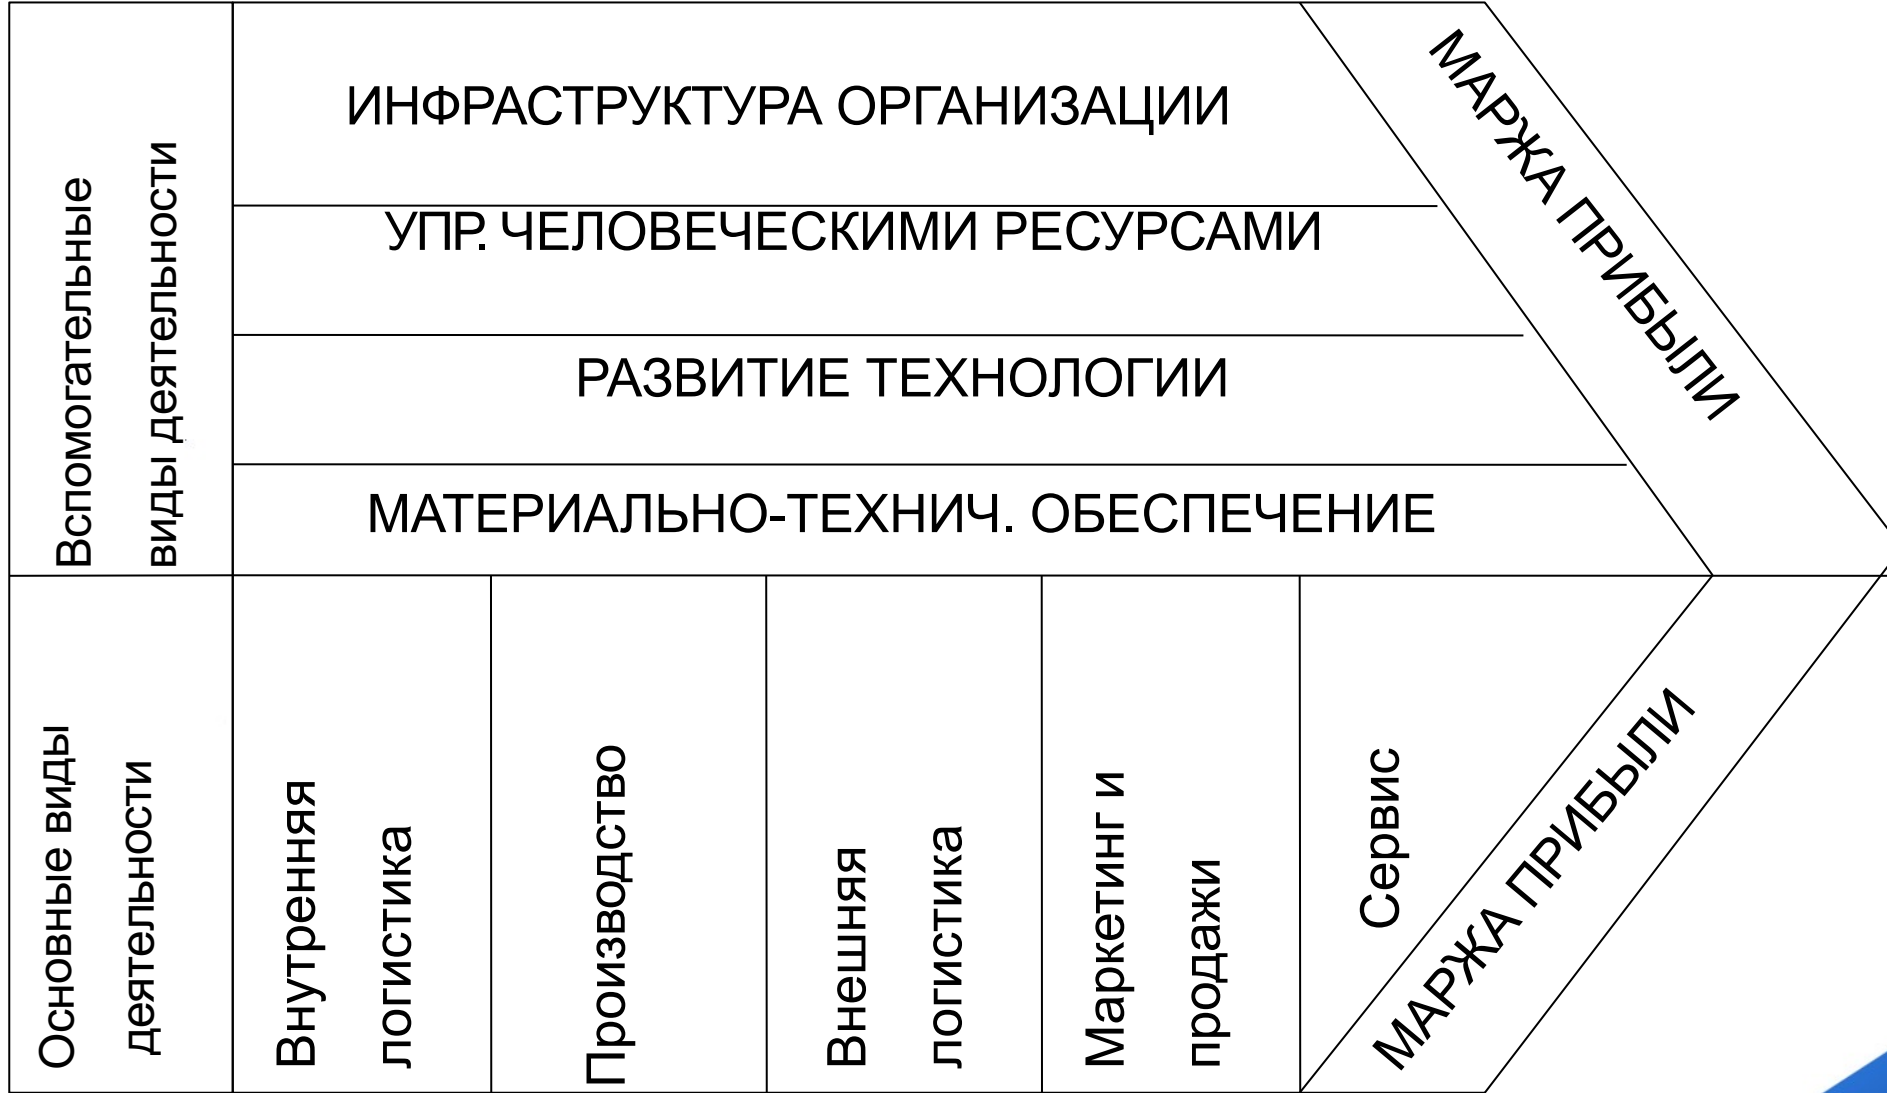 Вспомогательные
виды деятельности
ИНФРАСТРУКТУРА ОРГАНИЗАЦИИ
УПР. ЧЕЛОВЕЧЕСКИМИ РЕСУРСАМИ
РАЗВИТИЕ ТЕХНОЛОГИИ
МАТЕРИАЛЬНО-ТЕХНИЧ. ОБЕСПЕЧЕНИЕ
МАРЖА ПРИБЫЛИ
Основные виды
деятельности
Внутренняя
логистика
Производство
Внешняя
логистика
Маркетинг и
продажи
Сервис
МАРЖА ПРИБЫЛИ